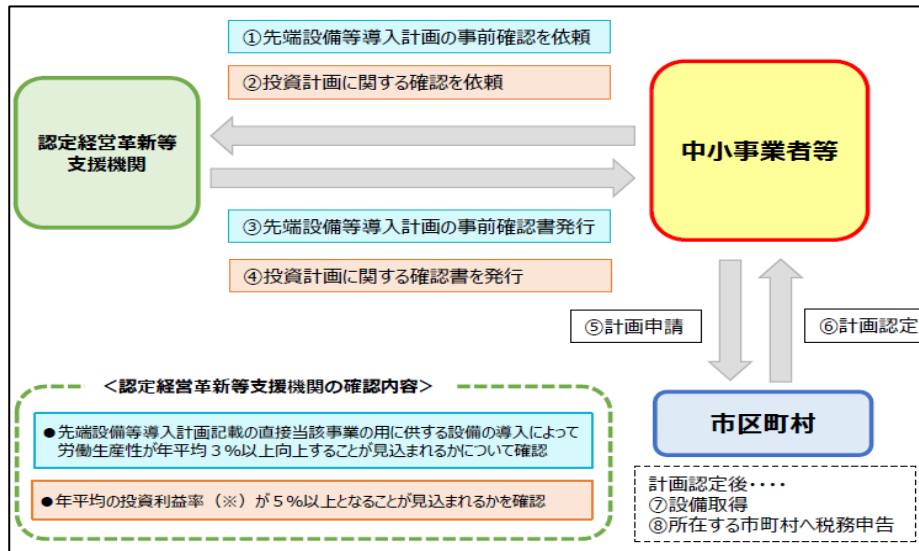 ①先端設備等導入計画の事前確認を依頼
②投資計画に関する確認を依頼
認定経営革新等
支援機関
中小事業者等
③先端設備等導入計画の事前確認書発行
④投資計画に関する確認書を発行
⑤計画申請
⑥計画認定
<認定経営革新等支援機関の確認内容>
●先端設備等導入計画記載の直接当該事業の用に供する設備の導入によって
労働生産性が年平均3%以上向上することが見込まれるかについて確認
●年平均の投資利益率（※）が5%以上となることが見込まれるかを確認
市区町村
計画認定後・・・・
⑦設備取得
⑧所在する市町村へ税務申告